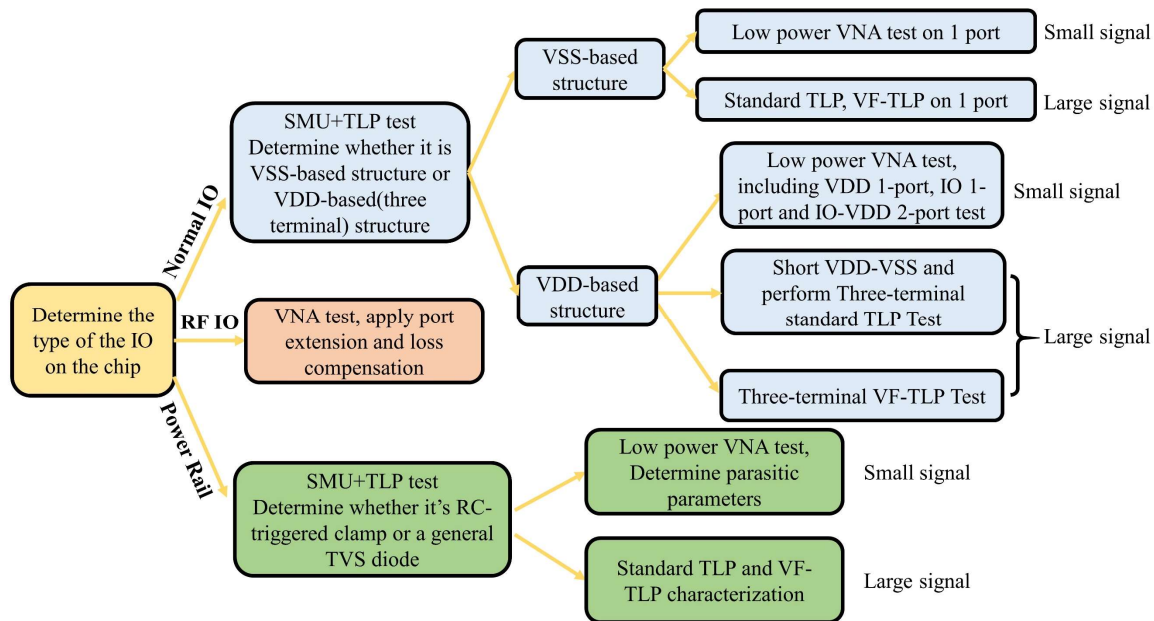 Determine the
type of the IO
on the chip
Normal IO
RF IO
Power Rail
SMU+TLP test
Determine whether it is
VSS-based structure or
VDD-based(three
terminal) structure
VSS-based
structure
Low power VNA test on 1 port
Small signal
Standard TLP, VF-TLP on 1 port
Large signal
VDD-based
structure
Low power VNA test,
including VDD 1-port, IO 1-
port and IO-VDD 2-port test
Small signal
Short VDD-VSS and
perform Three-terminal
standard TLP Test
Three-terminal VF-TLP Test
Large signal
VNA test, apply port
extension and loss
compensation
SMU+TLP test
Determine whether it’s RC-
triggered clamp or a general
TVS diode
Low power VNA test,
Determine parasitic
parameters
Small signal
Standard TLP and VF-
TLP characterization
Large signal